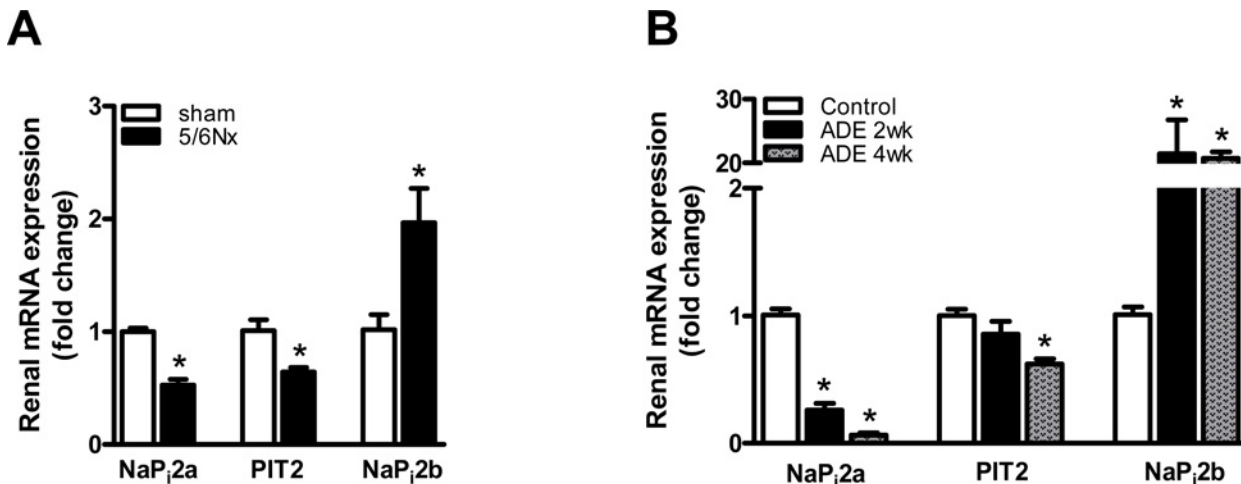 A
Renal mRNA expression
(fold change)
3
2
1
0
sham
5/6Nx
*
*
*
NaPi2a
PIT2
NaPi2b
B
Renal mRNA expression
(fold change)
30
20
2
1
0
Control
ADE 2wk
ADE 4wk
*
*
*
*
*
NaPi2a
PIT2
NaPi2b